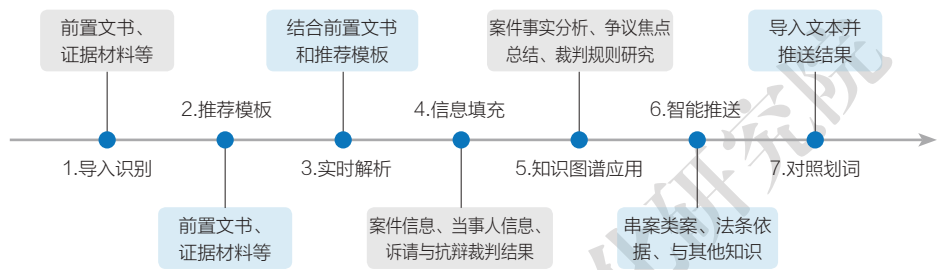 前置文书、
证据材料等
结合前置文书
和推荐模板
案件事实分析、争议焦点
总结、裁判规则研究
导入文本并
推送结果
2.推荐模板
4.信息填充
6.智能推送
1.导入识别
3.实时解析
5.知识图谱应用
7.对照划词
前置文书、
证据材料等
案件信息、当事人信息、
诉请与抗辩裁判结果
串案类案、法条依
据、与其他知识
化研究院